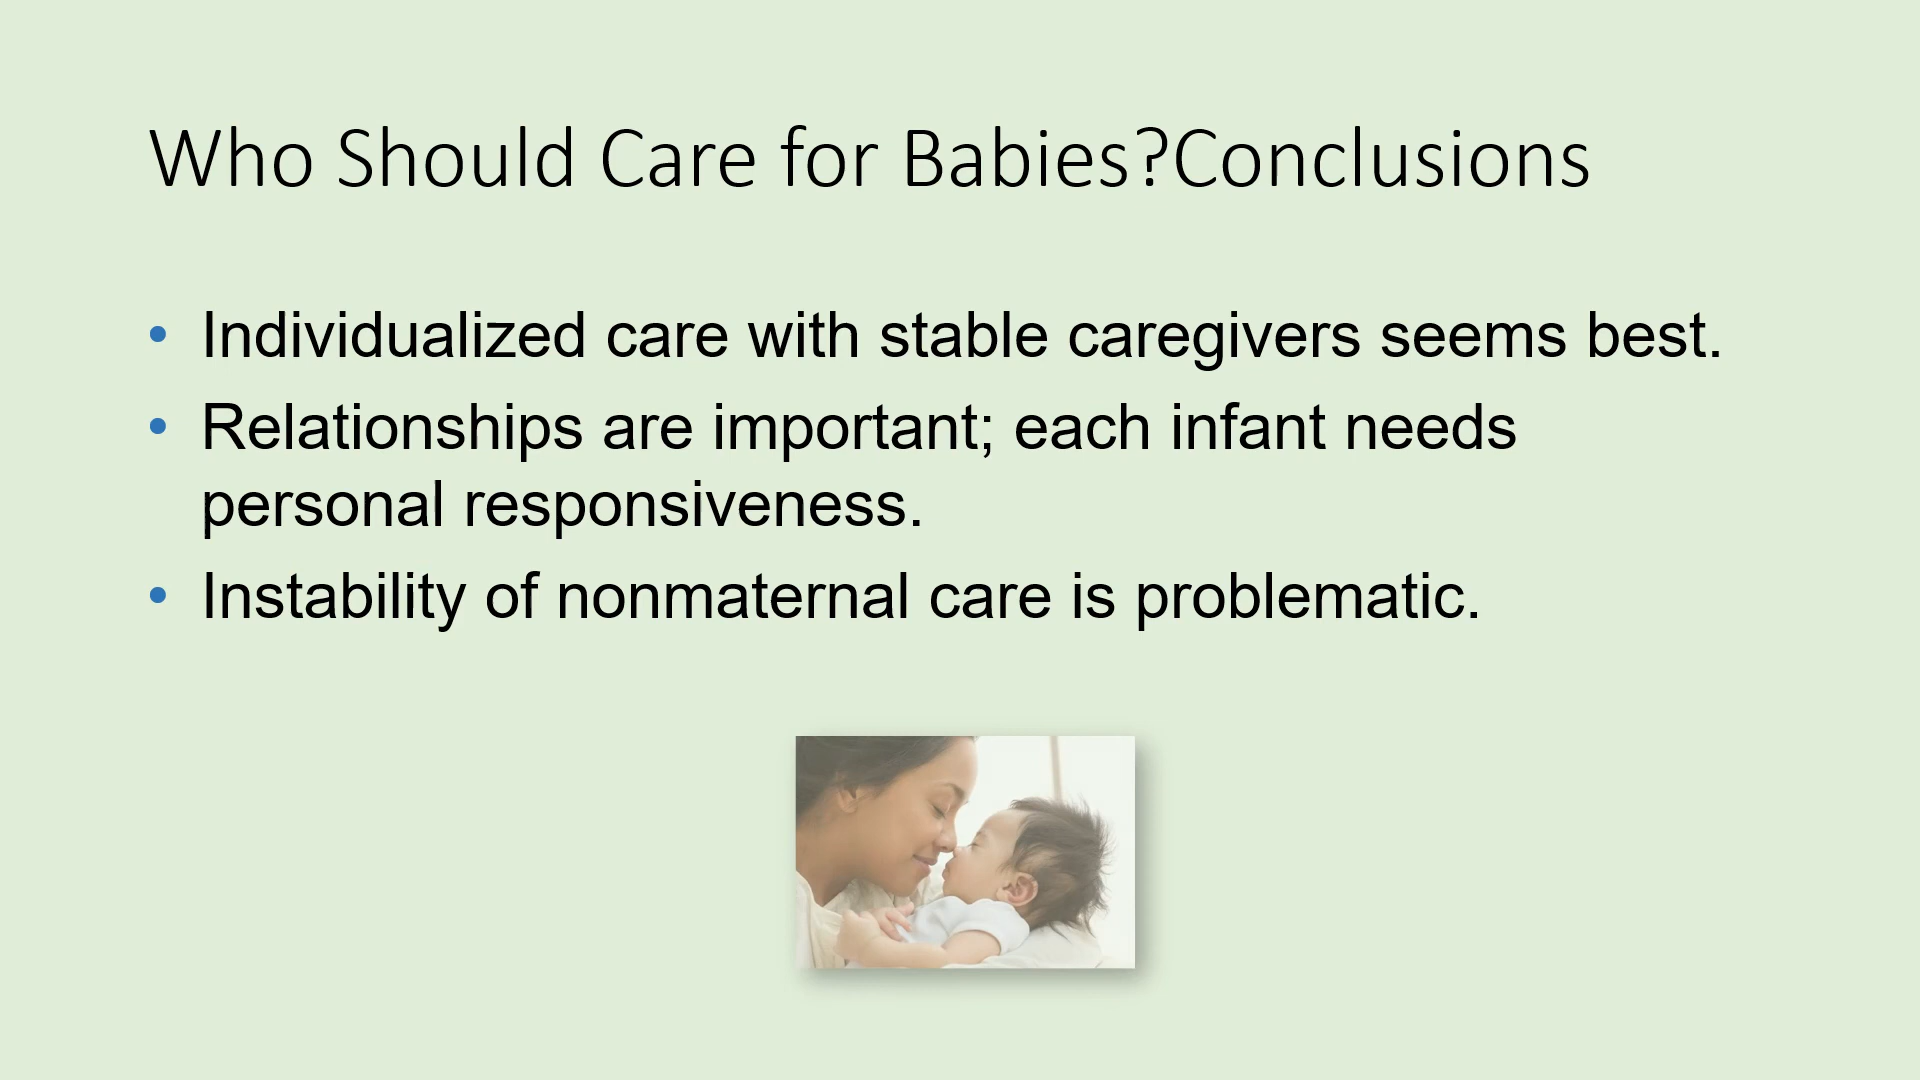 Who Should Care for Babies?Conclusions
• Individualized care with stable caregivers seems best.
• Relationships are important; each infant needs
personal responsiveness.
• Instability of nonmaternal care is problematic.